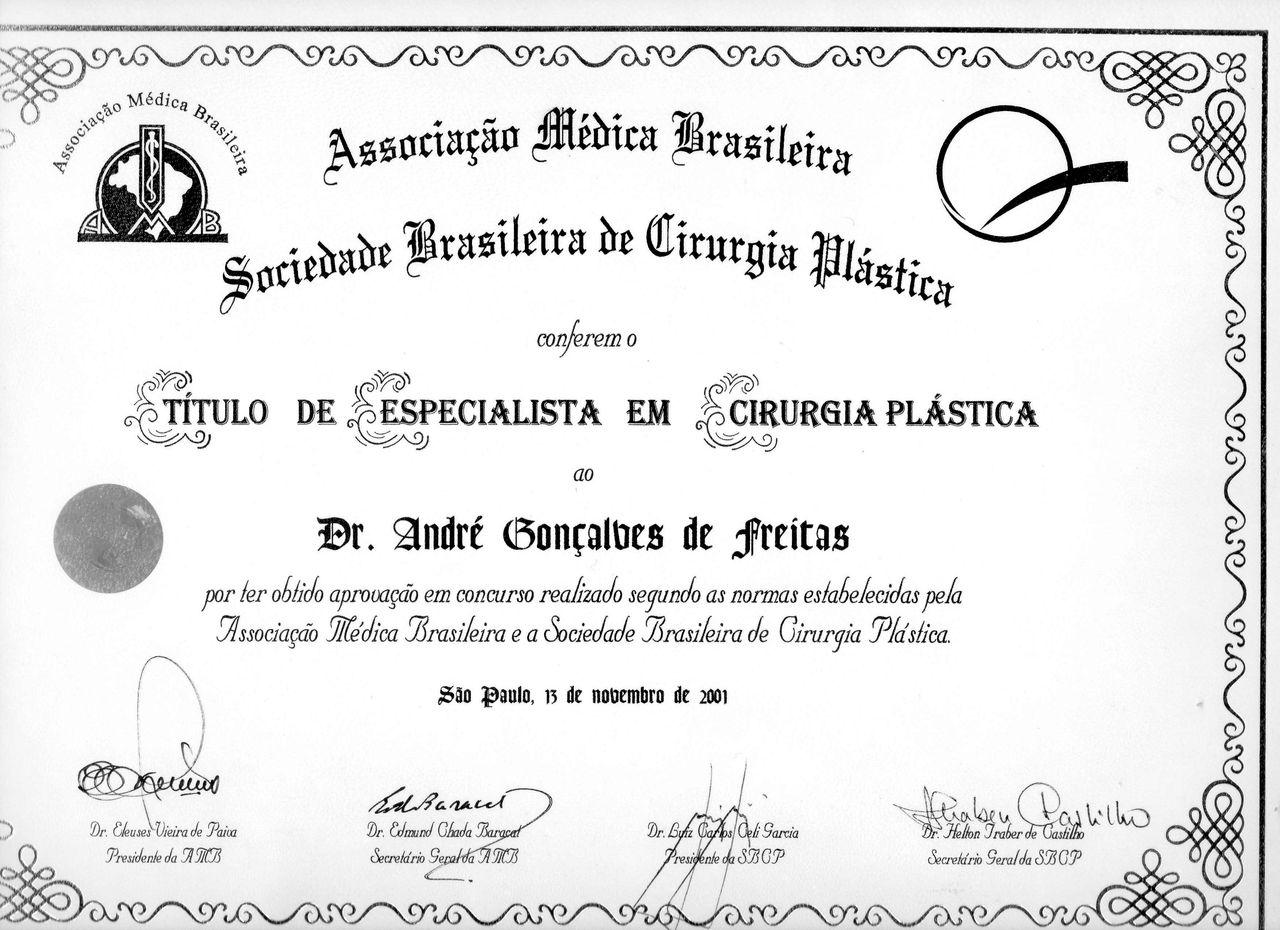 Associação Médica Brasileira
AMB
Associação Médica Brasileira
Sociedade Brasileira de Cirurgia Plástica
conferem o
TÍTULO DE ESPECIALISTA EM CIRURGIA PLÁSTICA
ao
Dr. André Gonçalves de Freitas
por ter obtido aprovação em concurso realizado segundo as normas estabelecidas pela
Associação Médica Brasileira e a Sociedade Brasileira de Cirurgia Plástica.
São Paulo, 13 de novembro de 2001
Dr. Eleuses Vieira de Paiva
Presidente da AMB
Ed Baracat
Dr. Edmund Chada Baracat
Secretário Geral da AMB
Dr. Luiz Carlos Celi Garcia
Presidente da SBCP
Dr. Helton Traber de Castilho
Secretário Geral da SBCP